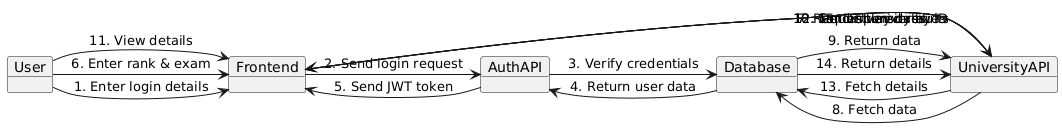 11. View details
9. Return data
User
6. Enter rank & exam
Frontend
2. Send login request
AuthAPI
3. Verify credentials
Database
14. Return details
UniversityAPI
1. Enter login details
5. Send JWT token
4. Return user data
13. Fetch details
8. Fetch data